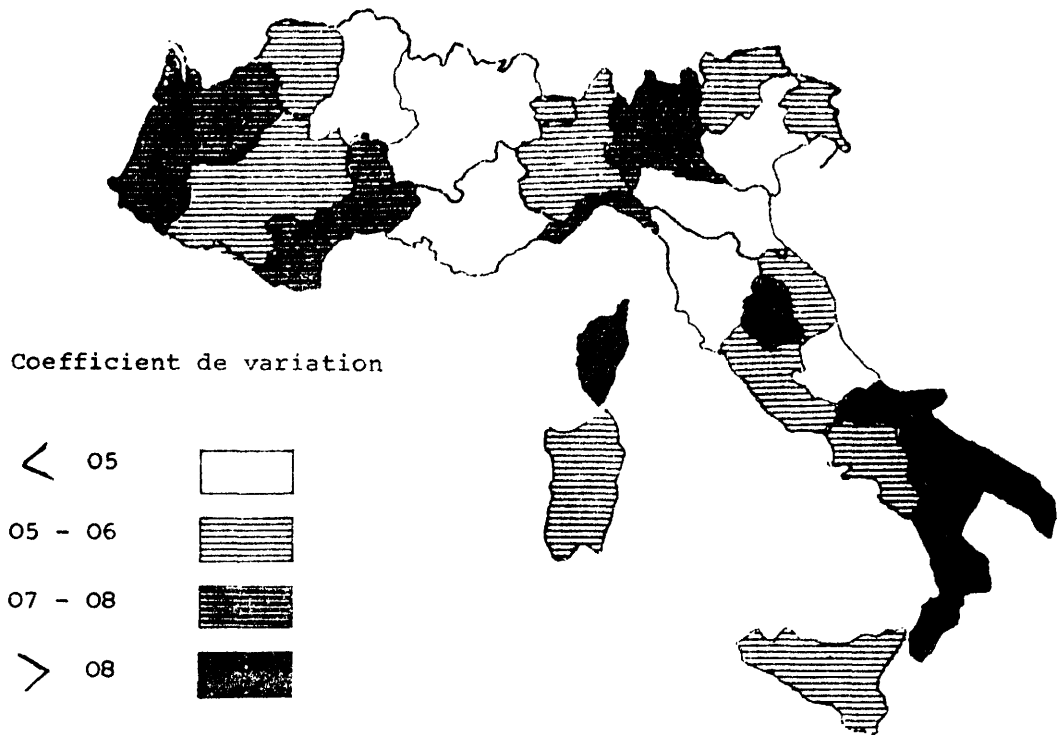 Coefficient de variation
< 05
05 - 06
07 - 08
> 08